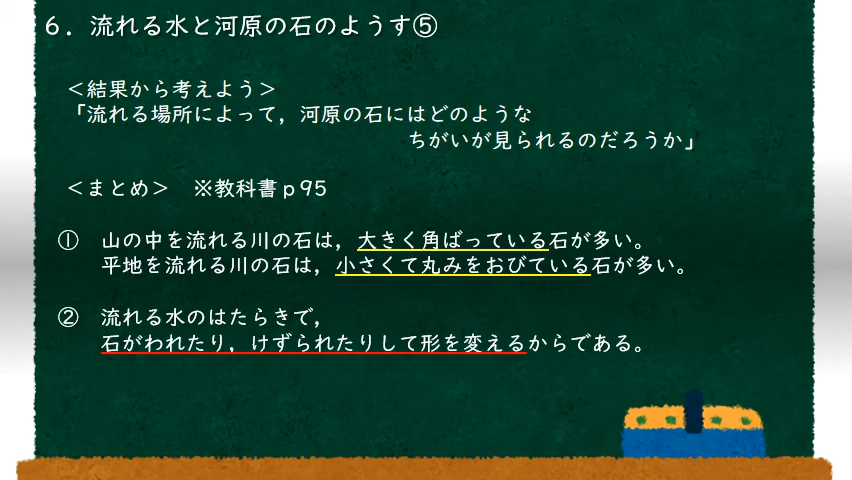 ６．流れる水と河原の石のようす⑤
＜結果から考えよう＞
「流れる場所によって，河原の石にはどのような
ちがいが見られるのだろうか」
＜まとめ＞　※教科書ｐ95
①　山の中を流れる川の石は，大きく角ばっている石が多い。
平地を流れる川の石は，小さくて丸みをおびている石が多い。
②　流れる水のはたらきで，
石がわれたり，けずられたりして形を変えるからである。